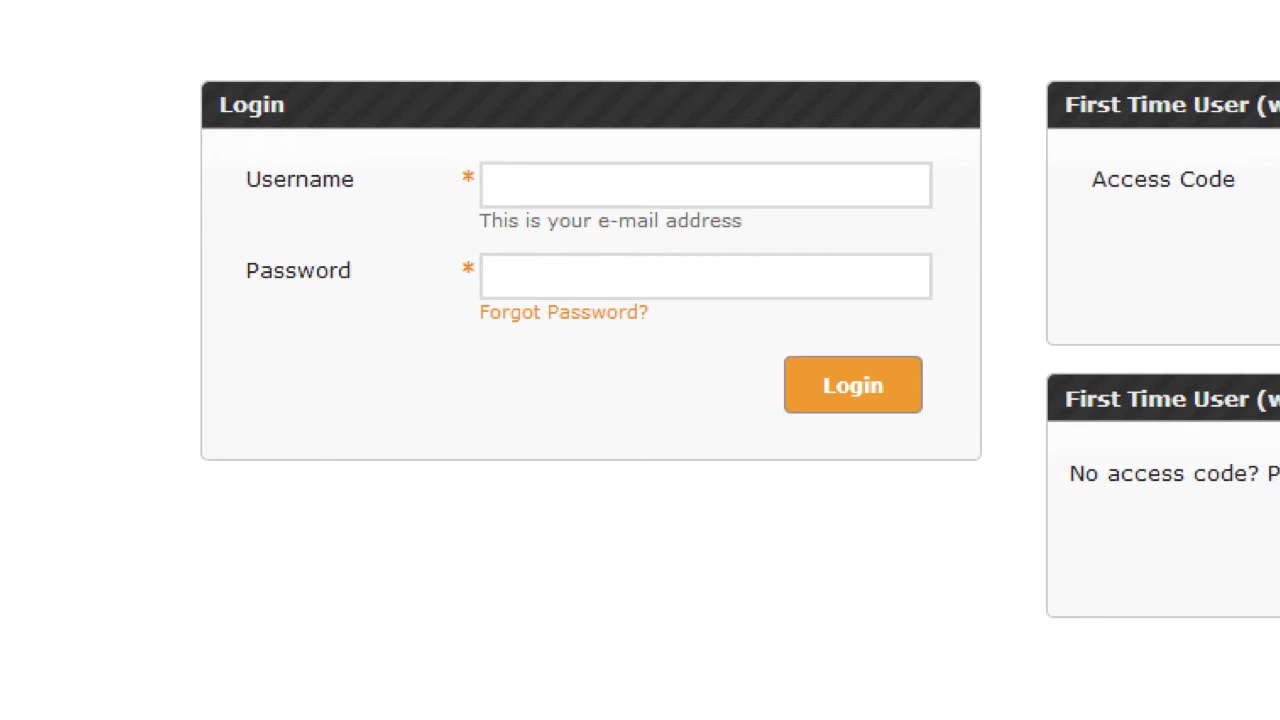 Login
Username *
This is your e-mail address
Password *
Forgot Password?
Login
First Time User (
Access Code
First Time User (
No access code?